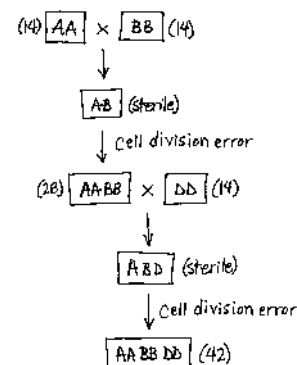 (14) AA × BB (14)
AB (sterile)
Cell division error
(28) AABB × DD (14)
ABD (sterile)
Cell division error
AA BB DD (42)